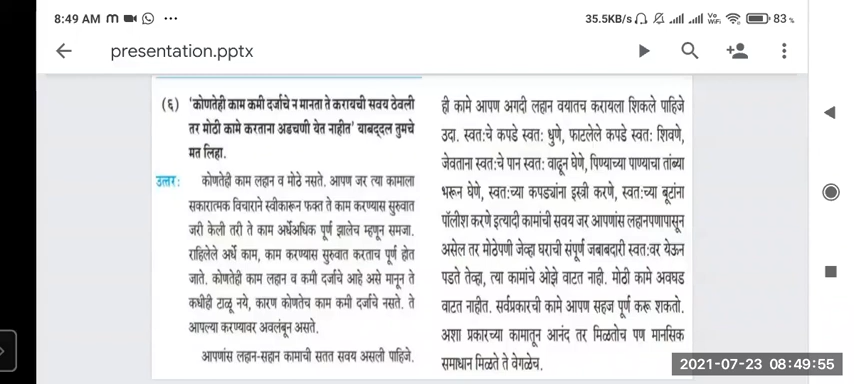 8:49 AM
35.5KB/s
83%
presentation.pptx
(६) 'कोणतेही काम कमी दर्जाचे न मानता ते करायची सवय ठेवली
तर मोठी कामे करताना अडचणी येत नाहीत' याबद्दल तुमचे
मत लिहा.
उत्तर: कोणतेही काम लहान व मोठे नसते. आपण जर त्या कामाला
सकारात्मक विचाराने स्वीकारून फक्त ते काम करण्यास सुरुवात
जरी केली तरी ते काम अर्धेअधिक पूर्ण झालेच म्हणून समजा.
राहिलेले अर्धे काम, काम करण्यास सुरुवात करताच पूर्ण होत
जाते. कोणतेही काम लहान व कमी दर्जाचे आहे असे मानून ते
कधीही टाळू नये, कारण कोणतेच काम कमी दर्जाचे नसते. ते
आपल्या करण्यावर अवलंबून असते.
आपणांस लहान-सहान कामाची सतत सवय असली पाहिजे.
ही कामे आपण अगदी लहान वयातच करायला शिकले पाहिजे
उदा. स्वत:चे कपडे स्वत: धुणे, फाटलेले कपडे स्वत: शिवणे,
जेवताना स्वत:चे पान स्वत: वाढून घेणे, पिण्याच्या पाण्याचा तांब्या
भरून घेणे, स्वत:च्या कपड्यांना इस्त्री करणे, स्वत:च्या बूटांना
पॉलीश करणे इत्यादी कामांची सवय जर आपणांस लहानपणापासून
असेल तर मोठेपणी जेव्हा घराची संपूर्ण जबाबदारी स्वत:वर येऊन
पडते तेव्हा, त्या कामांचे ओझे वाटत नाही. मोठी कामे अवघड
वाटत नाहीत. सर्वप्रकारची कामे आपण सहज पूर्ण करू शकतो.
अशा प्रकारच्या कामातून आनंद तर मिळतोच पण मानसिक
समाधान मिळते ते वेगळेच.
2021-07-23 08:49:55